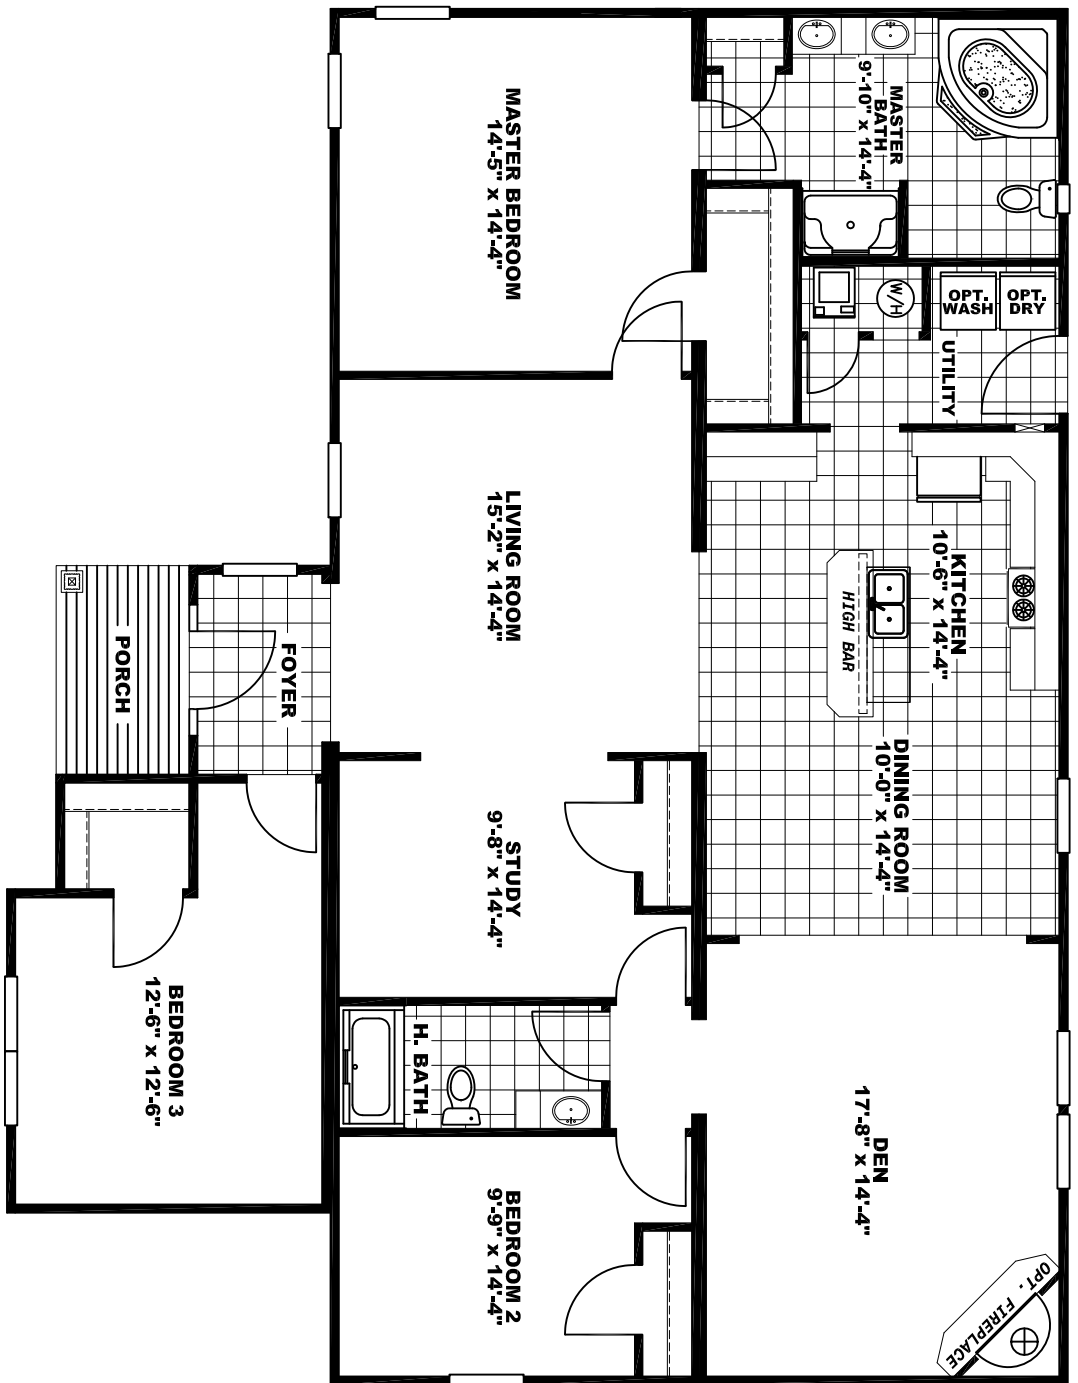 MASTER BEDROOM
14'-5" x 14'-4"
MASTER
BATH
9'-10" x 14'-4"
OPT.
WASH
OPT.
DRY
W/H
UTILITY
LIVING ROOM
15'-2" x 14'-4"
KITCHEN
10'-6" x 14'-4"
HIGH BAR
PORCH
FOYER
DINING ROOM
10'-0" x 14'-4"
STUDY
9'-8" x 14'-4"
BEDROOM 3
12'-6" x 12'-6"
H. BATH
DEN
17'-8" x 14'-4"
BEDROOM 2
9'-9" x 14'-4"
OPT. FIREPLACE